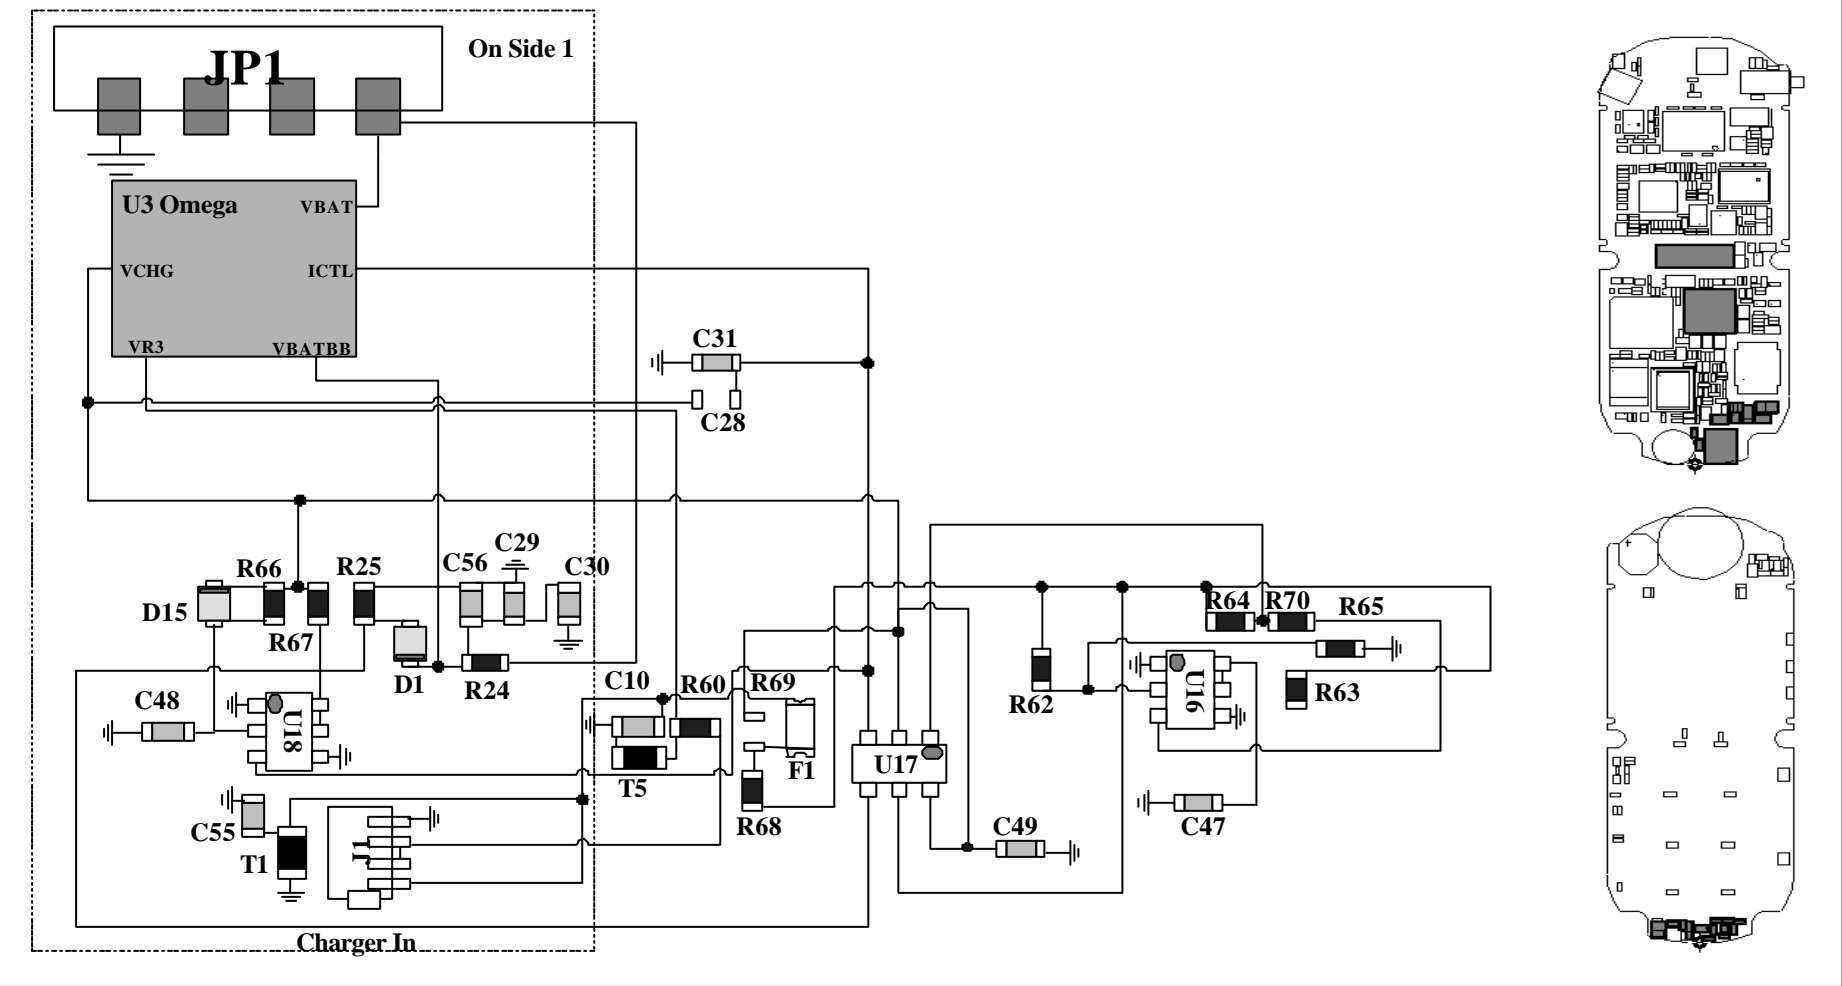 JP1
On Side 1
U3 Omega
VBAT
VCHG
ICTL
VR3
VBATBB
C31
C28
C29
R66
R25
C56
C30
D15
R67
D1
R24
C48
U18
C10
R60
R69
T5
F1
R68
U17
C55
T1
J1
C49
C47
R64
R70
R65
R62
U16
R63
Charger In